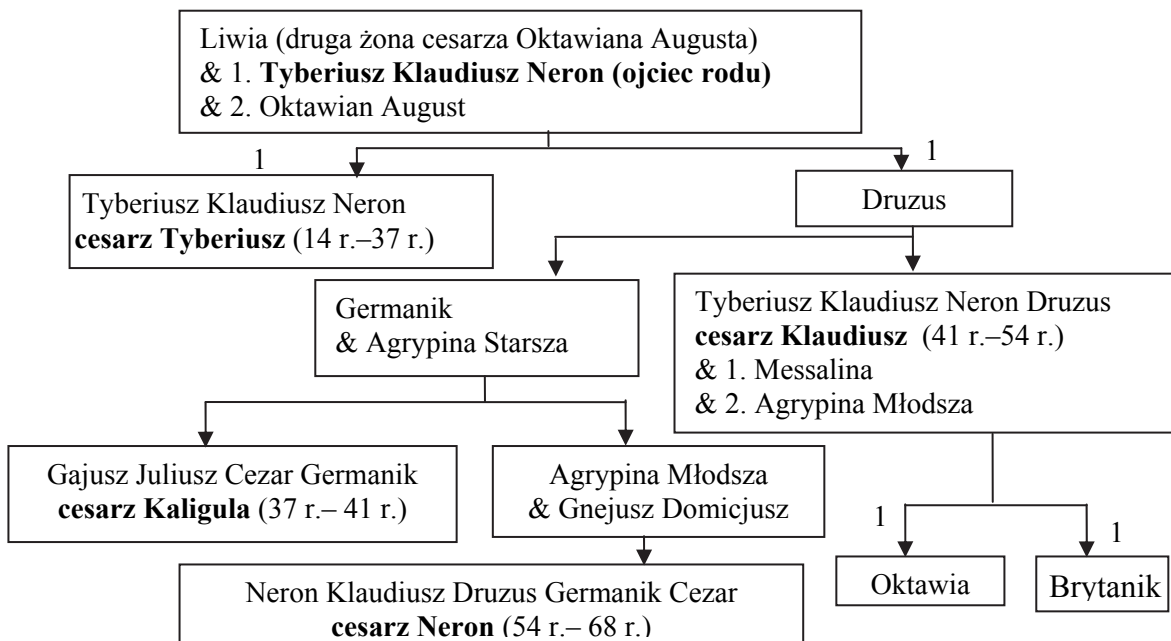 Liwia (druga żona cesarza Oktawiana Augusta)
& 1. Tyberiusz Klaudiusz Neron (ojciec rodu)
& 2. Oktawian August
1
1
Tyberiusz Klaudiusz Neron
cesarz Tyberiusz (14 r.–37 r.)
Druzus
Germanik
& Agrypina Starsza
Tyberiusz Klaudiusz Neron Druzus
cesarz Klaudiusz (41 r.–54 r.)
& 1. Messalina
& 2. Agrypina Młodsza
Gajusz Juliusz Cezar Germanik
cesarz Kaligula (37 r.– 41 r.)
Agrypina Młodsza
& Gnejusz Domicjusz
1
1
Oktawia
Brytanik
Neron Klaudiusz Druzus Germanik Cezar
cesarz Neron (54 r.– 68 r.)